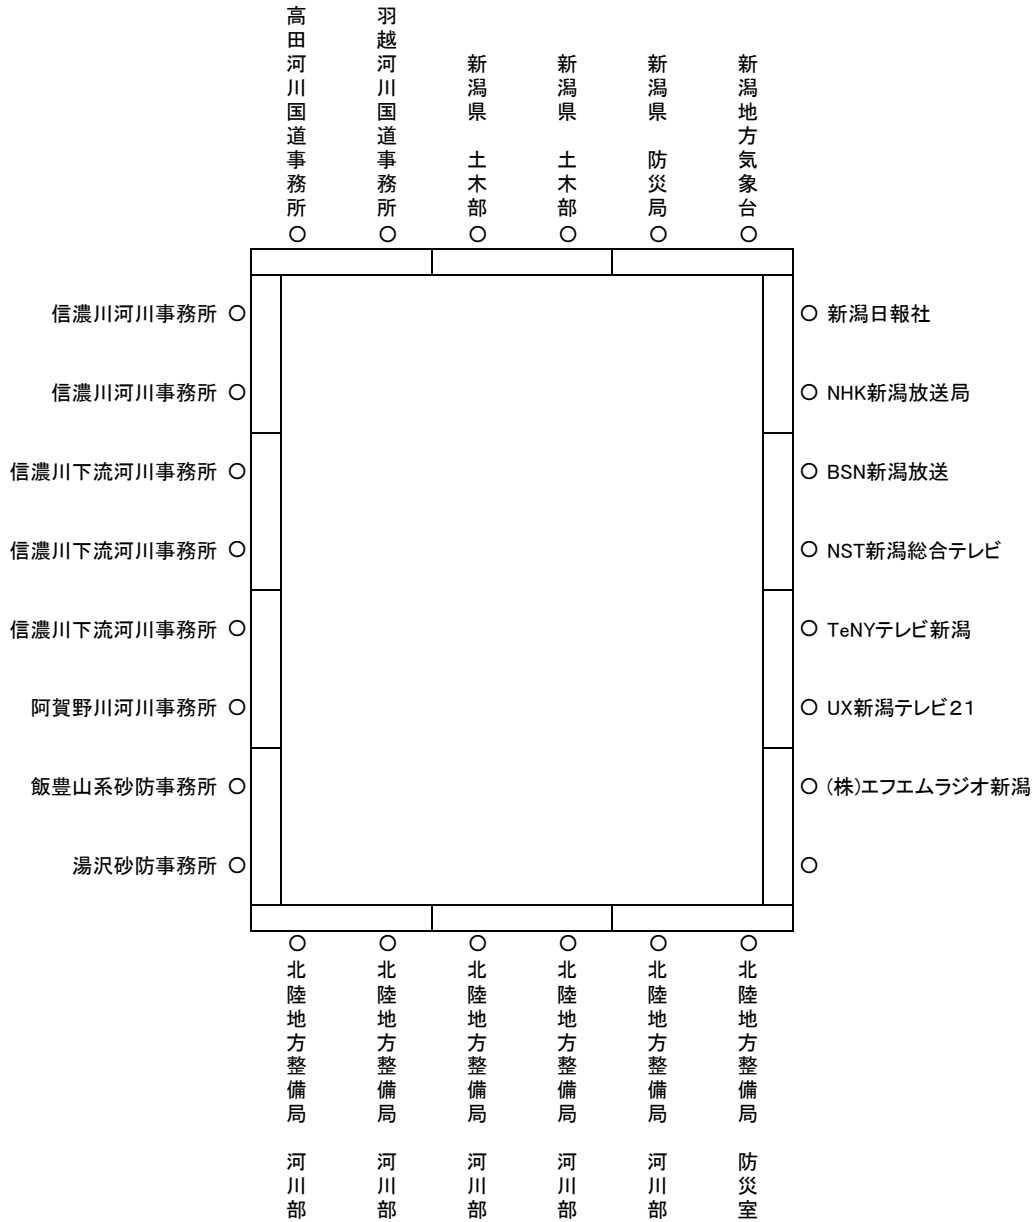 高田河川国道事務所
羽越河川国道事務所
新潟県 土木部
新潟県 土木部
新潟県 防災局
新潟地方気象台
信濃川河川事務所
信濃川河川事務所
信濃川下流河川事務所
信濃川下流河川事務所
信濃川下流河川事務所
阿賀野川河川事務所
飯豊山系砂防事務所
湯沢砂防事務所
新潟日報社
NHK新潟放送局
BSN新潟放送
NST新潟総合テレビ
TeNYテレビ新潟
UX新潟テレビ21
(株)エフエムラジオ新潟
北陸地方整備局 河川部
北陸地方整備局 河川部
北陸地方整備局 河川部
北陸地方整備局 河川部
北陸地方整備局 河川部
北陸地方整備局 防災室